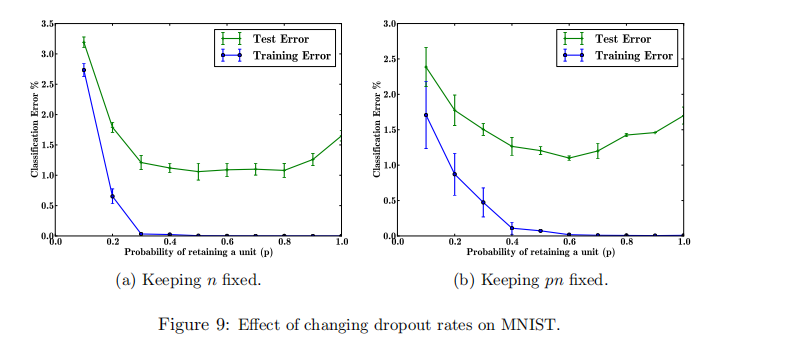 3.5
3.0
2.5
2.0
1.5
1.0
0.5
0.0
Classification Error %
Test Error
Training Error
0.0 0.2 0.4 0.6 0.8 1.0
Probability of retaining a unit (p)
(a) Keeping n fixed.
3.0
2.5
2.0
1.5
1.0
0.5
0.0
Classification Error %
Test Error
Training Error
0.0 0.2 0.4 0.6 0.8 1.0
Probability of retaining a unit (p)
(b) Keeping pn fixed.
Figure 9: Effect of changing dropout rates on MNIST.